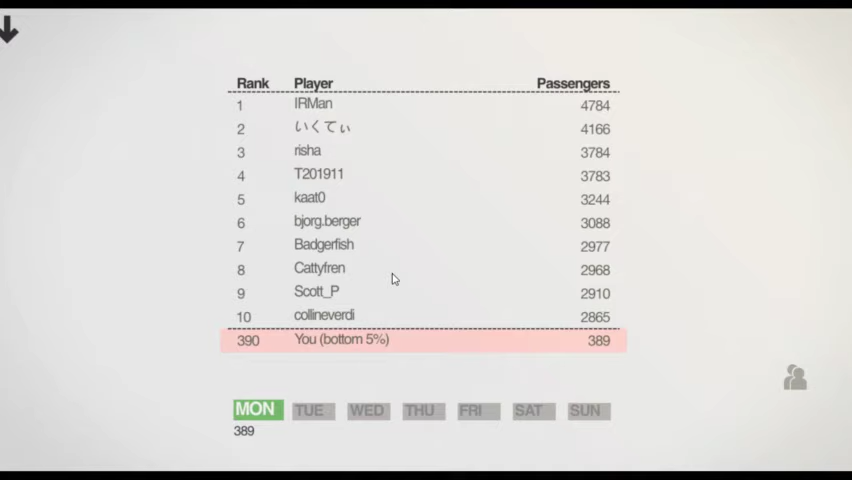 Rank Player Passengers
1 IRMan 4784
2 いくてぃ 4166
3 risha 3784
4 T201911 3783
5 kaat0 3244
6 bjorg.berger 3088
7 Badgerfish 2977
8 Cattyfren 2968
9 Scott_P 2910
10 collineverdi 2865
390 You (bottom 5%) 389
MON TUE WED THU FRI SAT SUN
389